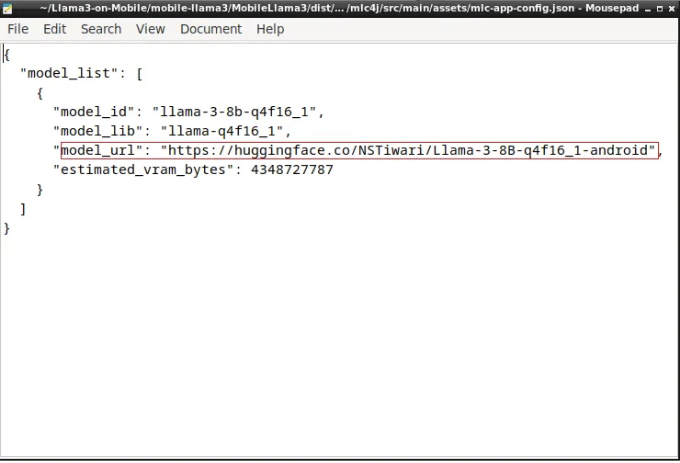 ~/Llama3-on-Mobile/mobile-llama3/MobileLlama3/dist/... /mlc4j/src/main/assets/mlc-app-config.json - Mousepad
File Edit Search View Document Help
{
"model_list": [
{
"model_id": "llama-3-8b-q4f16_1",
"model_lib": "llama-q4f16_1",
"model_url": "https://huggingface.co/NSTiwari/Llama-3-8B-q4f16_1-android",
"estimated_vram_bytes": 4348727787
}
]
}